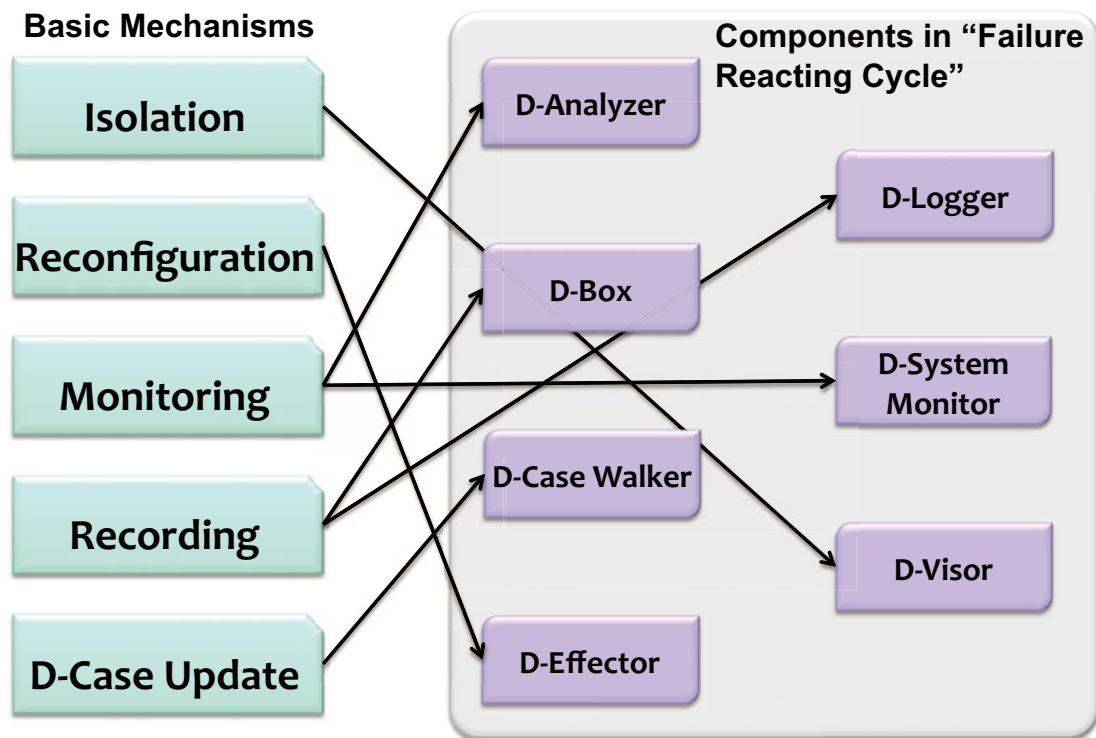 Basic Mechanisms
Isolation
Reconfiguration
Monitoring
Recording
D-Case Update
Components in “Failure
Reacting Cycle”
D-Analyzer
D-Box
D-Case Walker
D-Effector
D-Logger
D-System
Monitor
D-Visor